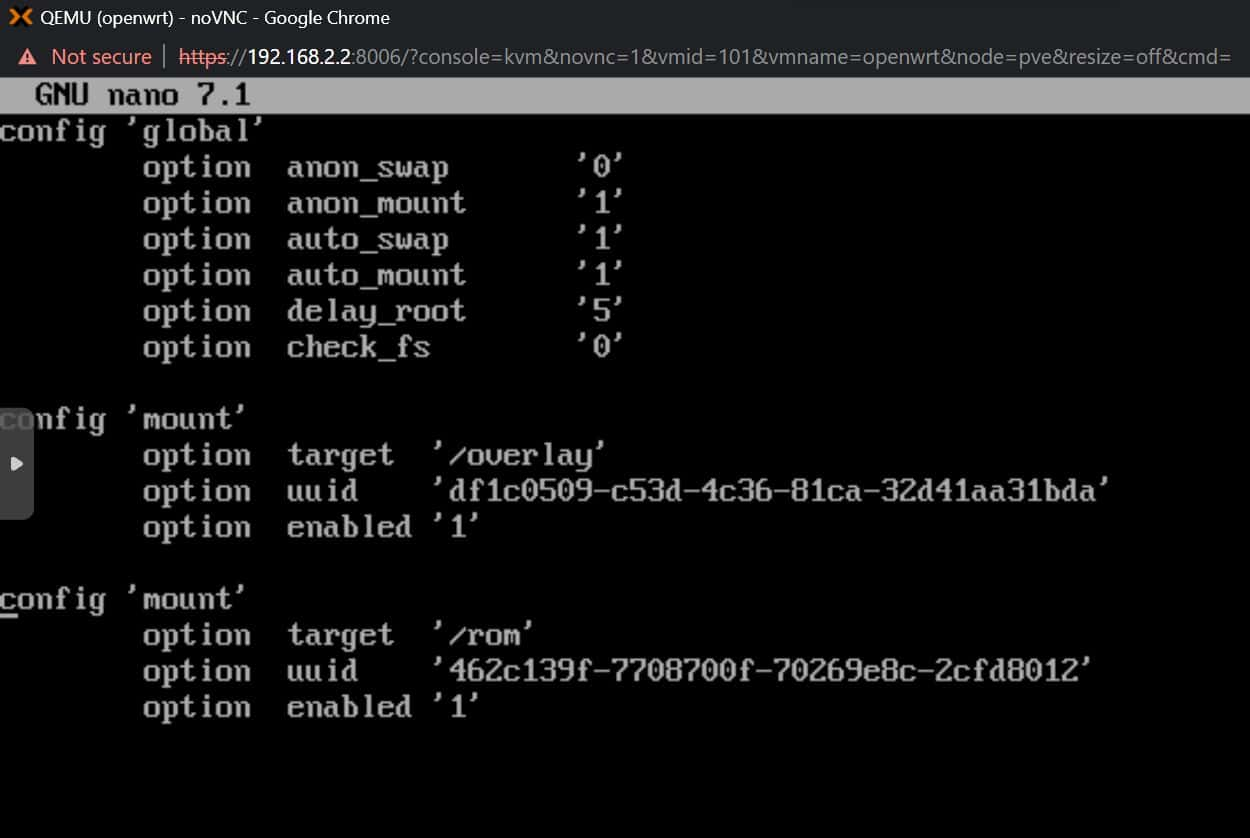 QEMU (openwrt) - noVNC - Google Chrome
Not secure | https://192.168.2.2:8006/?console=kvm&novnc=1&vmid=101&vmname=openwrt&node=pve&resize=off&cmd=
GNU nano 7.1
config 'global'
option anon_swap '0'
option anon_mount '1'
option auto_swap '1'
option auto_mount '1'
option delay_root '5'
option check_fs '0'
config 'mount'
option target '/overlay'
option uuid 'df1c0509-c53d-4c36-81ca-32d41aa31bda'
option enabled '1'
config 'mount'
option target '/rom'
option uuid '462c139f-7708700f-70269e8c-2cfd8012'
option enabled '1'